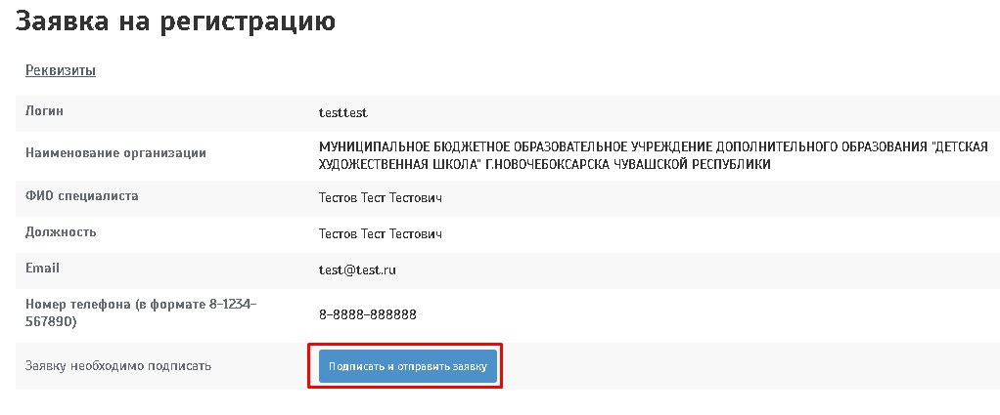 Заявка на регистрацию
Реквизиты
Логин
testtest
Наименование организации
МУНИЦИПАЛЬНОЕ БЮДЖЕТНОЕ ОБРАЗОВАТЕЛЬНОЕ УЧРЕЖДЕНИЕ ДОПОЛНИТЕЛЬНОГО ОБРАЗОВАНИЯ "ДЕТСКАЯ
ХУДОЖЕСТВЕННАЯ ШКОЛА" Г.НОВОЧЕБОКСАРСКА ЧУВАШСКОЙ РЕСПУБЛИКИ
ФИО специалиста
Тестов Тест Тестович
Должность
Тестов Тест Тестович
Email
test@test.ru
Номер телефона (в формате 8-1234-
567890)
8-8888-888888
Заявку необходимо подписать
Подписать и отправить заявку